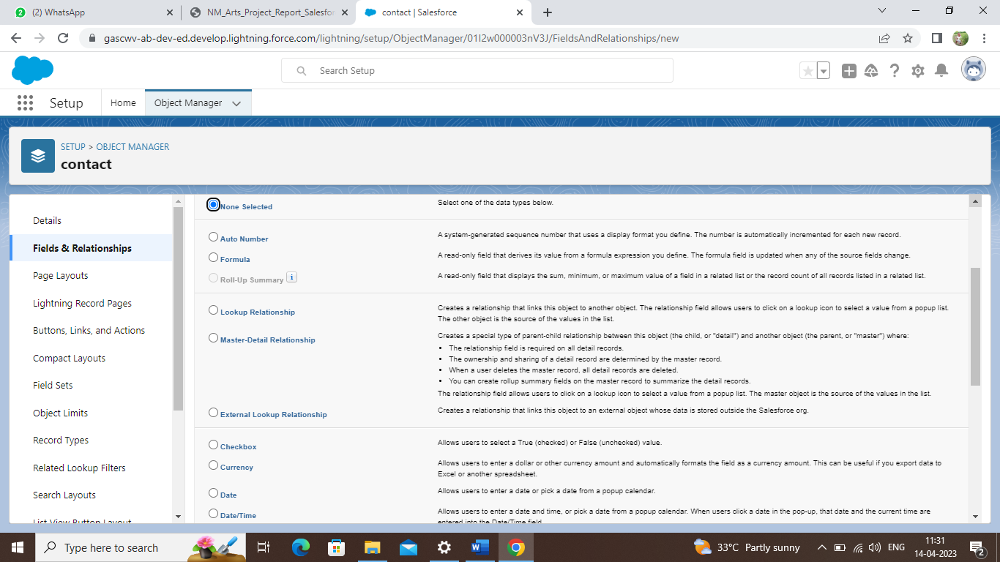 2
(2) WhatsApp
NM_Arts_Project_Report_Salesfor
contact | Salesforce
gascwv-ab-dev-ed.develop.lightning.force.com/lightning/setup/ObjectManager/01I2w000003nV3J/FieldsAndRelationships/new
Search Setup
Setup
Home
Object Manager
SETUP > OBJECT MANAGER
contact
Details
Fields & Relationships
Page Layouts
Lightning Record Pages
Buttons, Links, and Actions
Compact Layouts
Field Sets
Object Limits
Record Types
Related Lookup Filters
Search Layouts
List View Button Layout
None Selected
Select one of the data types below.
Auto Number
A system-generated sequence number that uses a display format you define. The number is automatically incremented for each new record.
Formula
A read-only field that derives its value from a formula expression you define. The formula field is updated when any of the source fields change.
Roll-Up Summary i
A read-only field that displays the sum, minimum, or maximum value of a field in a related list or the record count of all records listed in a related list.
Lookup Relationship
Creates a relationship that links this object to another object. The relationship field allows users to click on a lookup icon to select a value from a popup list.
The other object is the source of the values in the list.
Master-Detail Relationship
Creates a special type of parent-child relationship between this object (the child, or "detail") and another object (the parent, or "master") where:
• The relationship field is required on all detail records.
• The ownership and sharing of a detail record are determined by the master record.
• When a user deletes the master record, all detail records are deleted.
• You can create rollup summary fields on the master record to summarize the detail records.
The relationship field allows users to click on a lookup icon to select a value from a popup list. The master object is the source of the values in the list.
External Lookup Relationship
Creates a relationship that links this object to an external object whose data is stored outside the Salesforce org.
Checkbox
Allows users to select a True (checked) or False (unchecked) value.
Currency
Allows users to enter a dollar or other currency amount and automatically formats the field as a currency amount. This can be useful if you export data to
Excel or another spreadsheet.
Date
Allows users to enter a date or pick a date from a popup calendar.
Date/Time
Allows users to enter a date and time, or pick a date from a popup calendar. When users click a date in the pop-up, that date and the current time are
entered into the Date/Time field.
Type here to search
33°C Partly sunny
ENG
11:31
14-04-2023
2